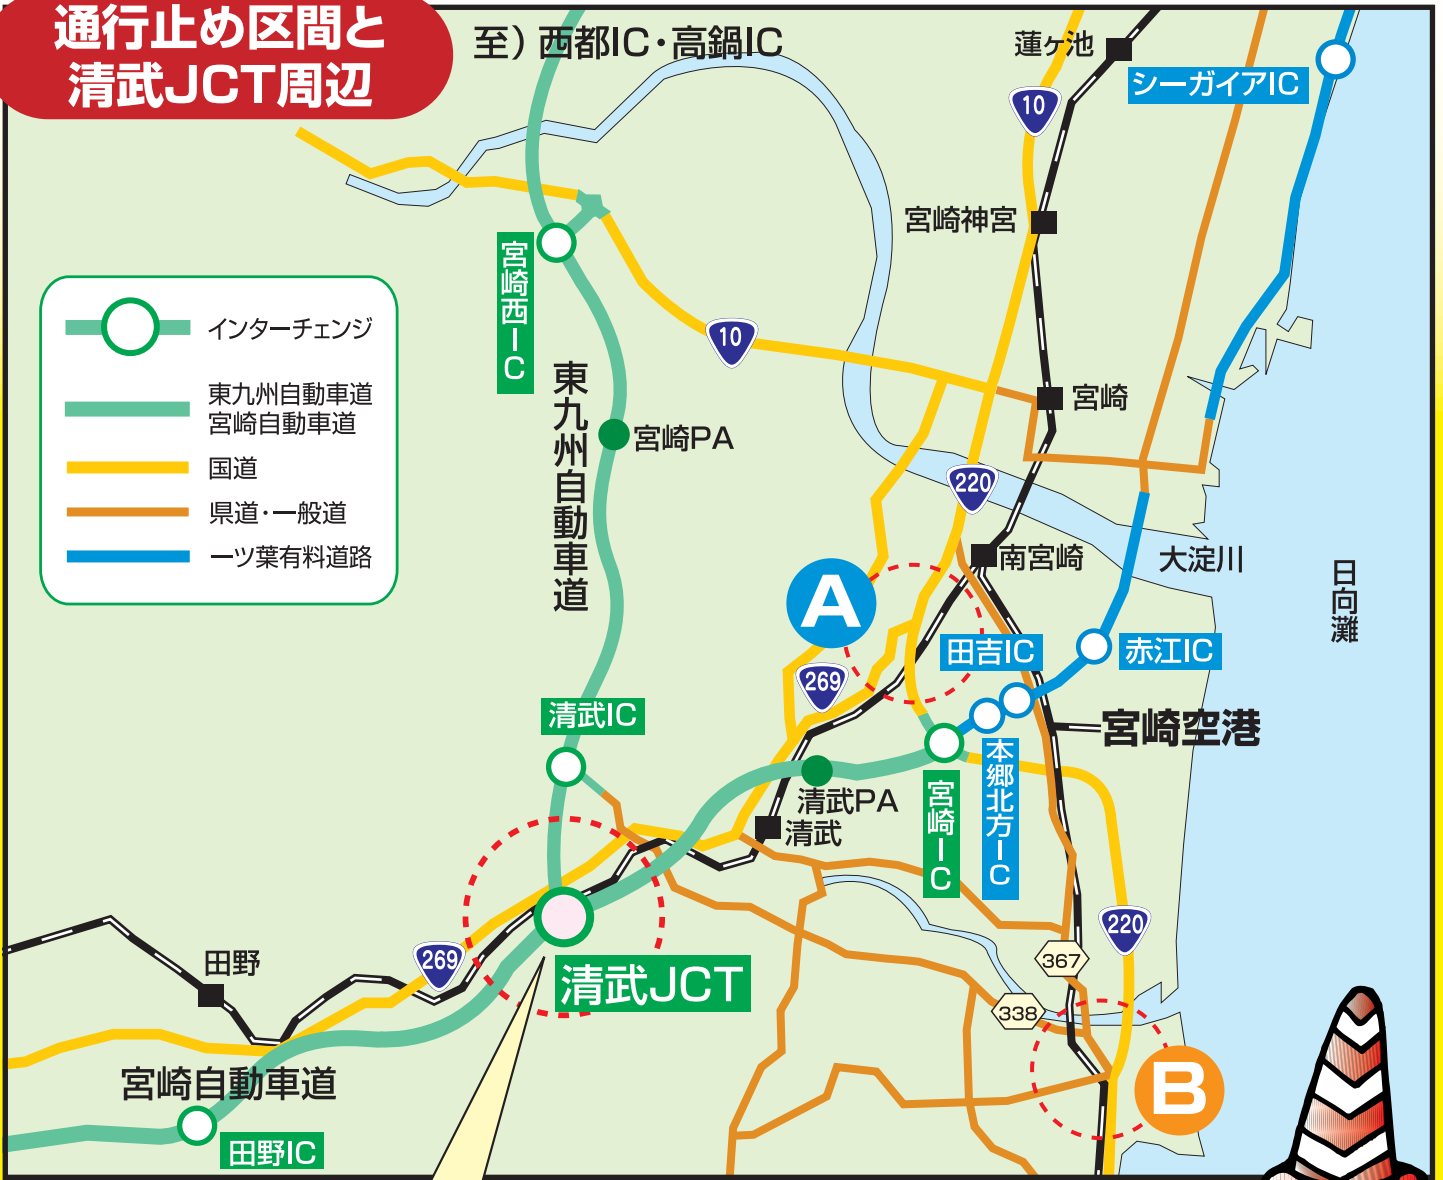 通行止め区間と
清武JCT周辺
至）西都IC・高鍋IC
蓮ヶ池
シーガイアIC
10
宮崎神宮
宮崎西IC
インターチェンジ
東九州自動車道
宮崎自動車道
国道
県道・一般道
一ツ葉有料道路
10
東九州自動車道
宮崎PA
宮崎
220
南宮崎
大淀川
日向灘
A
田吉IC
赤江IC
269
清武IC
宮崎空港
本郷北方IC
宮崎IC
清武PA
清武
220
367
338
田野
269
清武JCT
宮崎自動車道
田野IC
B